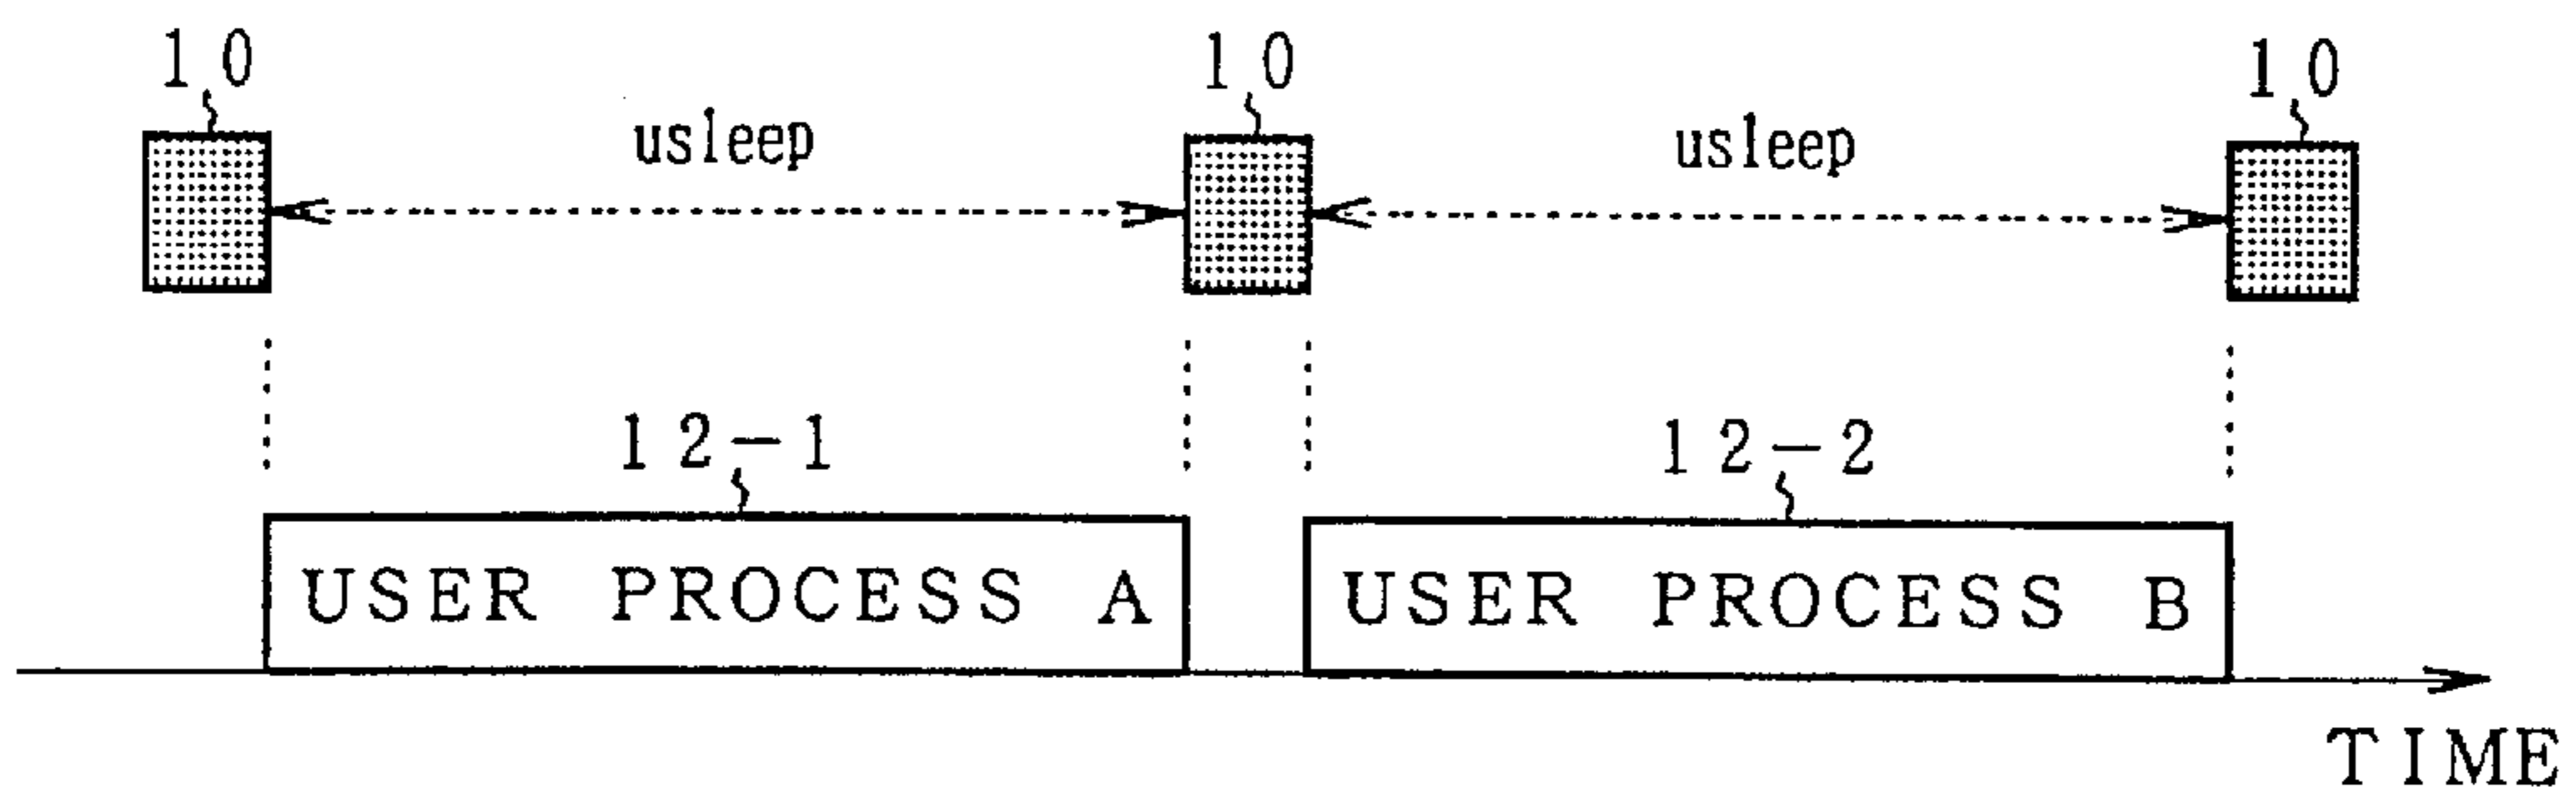 10 10 10
usleep usleep
12-1 12-2
USER PROCESS A USER PROCESS B
TIME